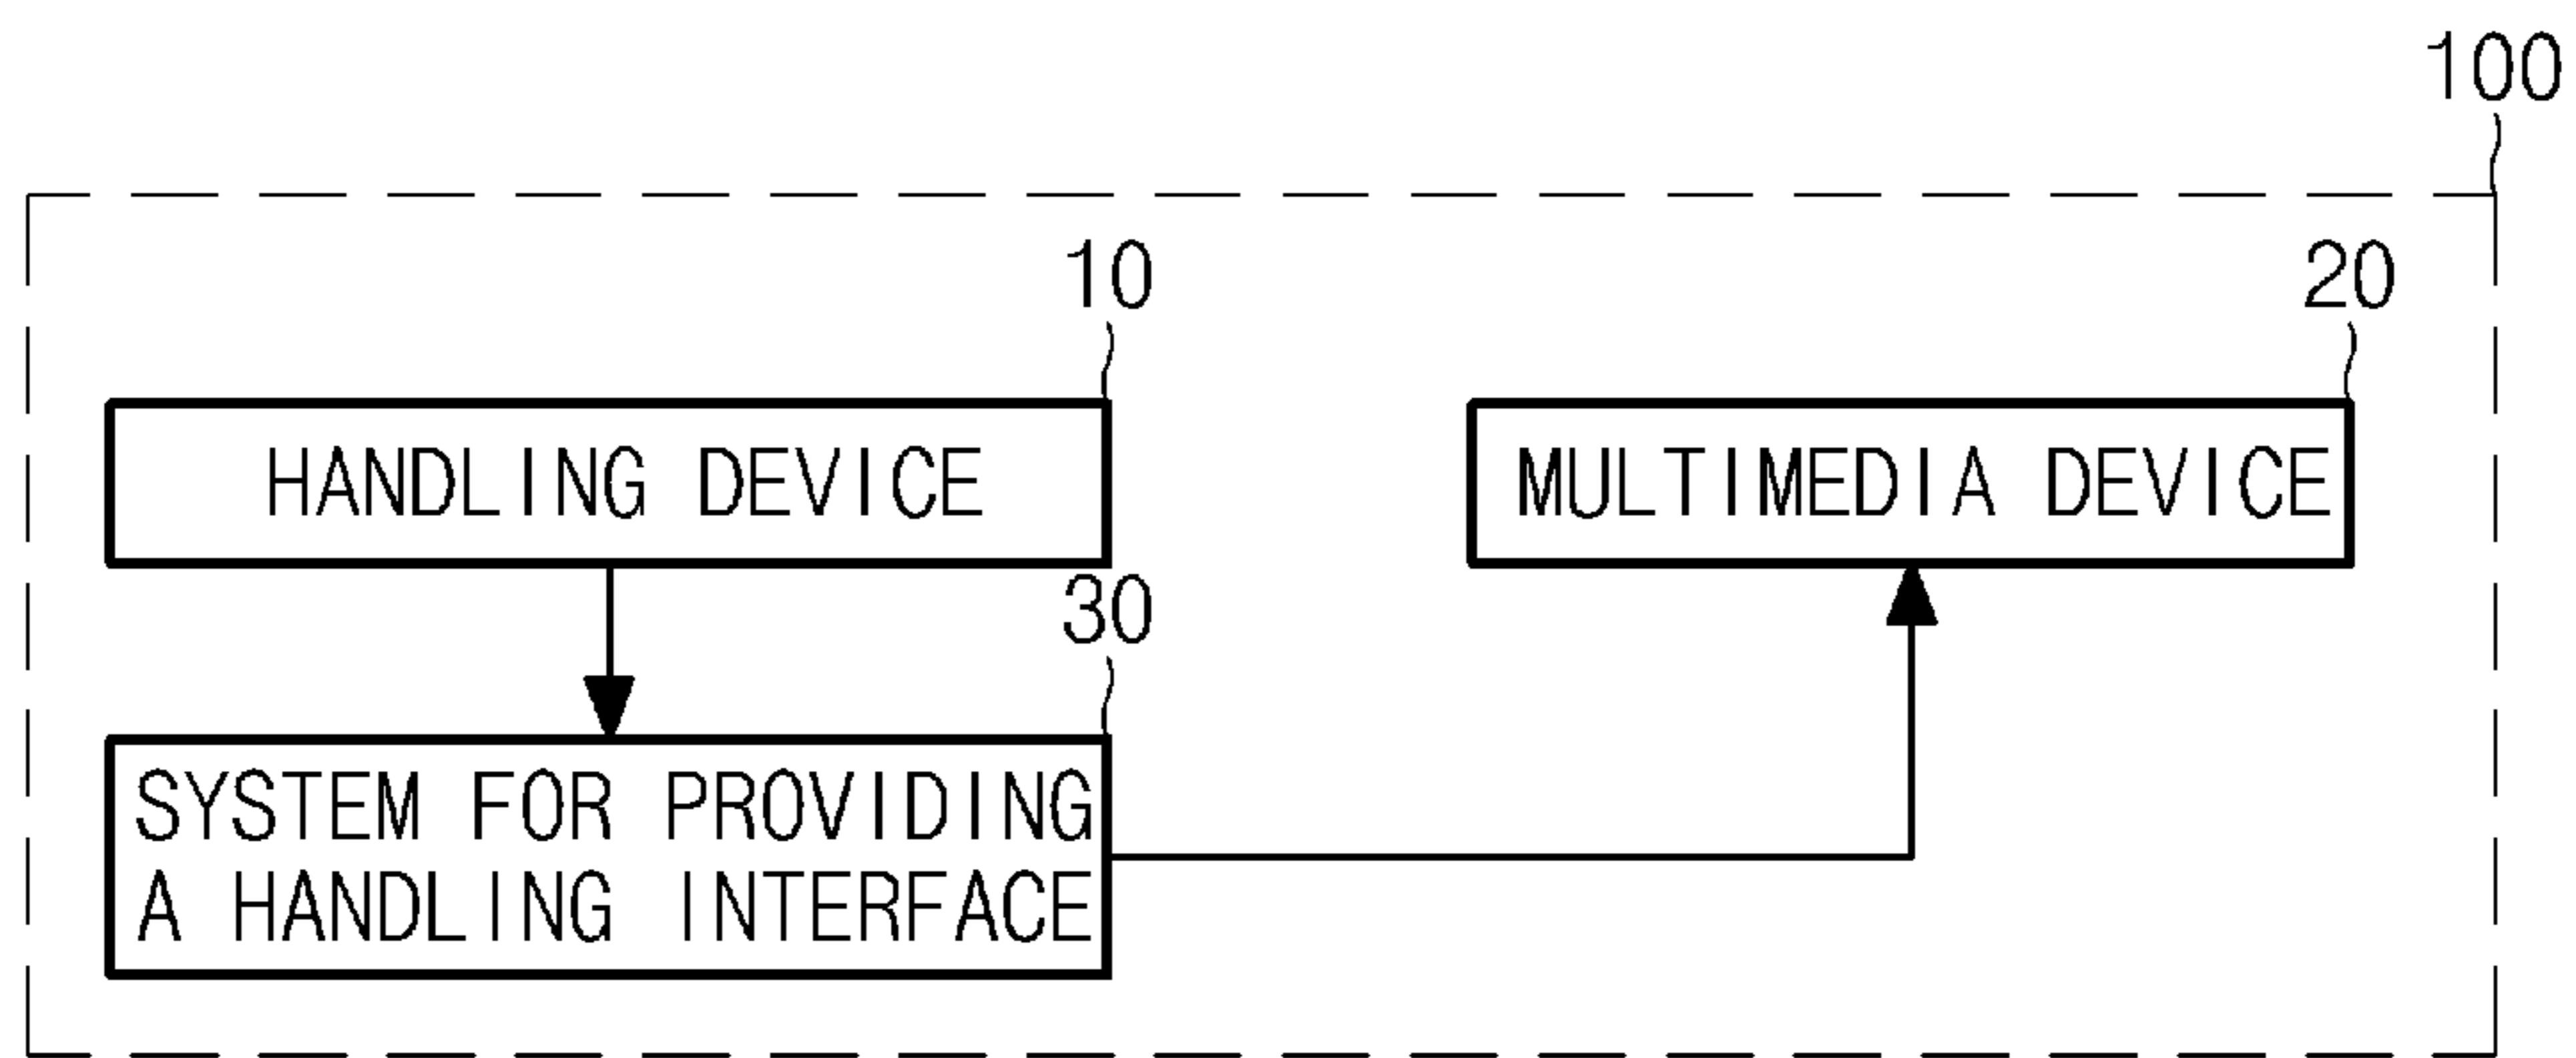 100
10
20
HANDLING DEVICE
MULTIMEDIA DEVICE
30
SYSTEM FOR PROVIDING
A HANDLING INTERFACE